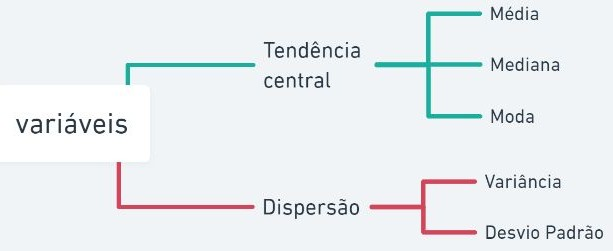 Média
Tendência
central
Mediana
Moda
variáveis
Variância
Dispersão
Desvio Padrão